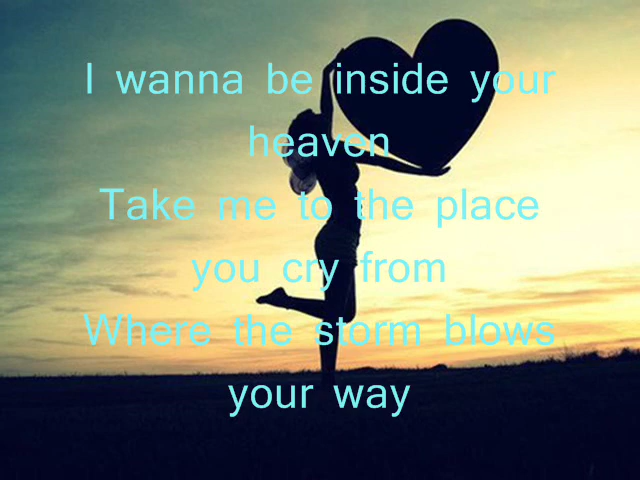 I wanna be inside your
heaven
Take me to the place
you cry from
Where the storm blows
your way